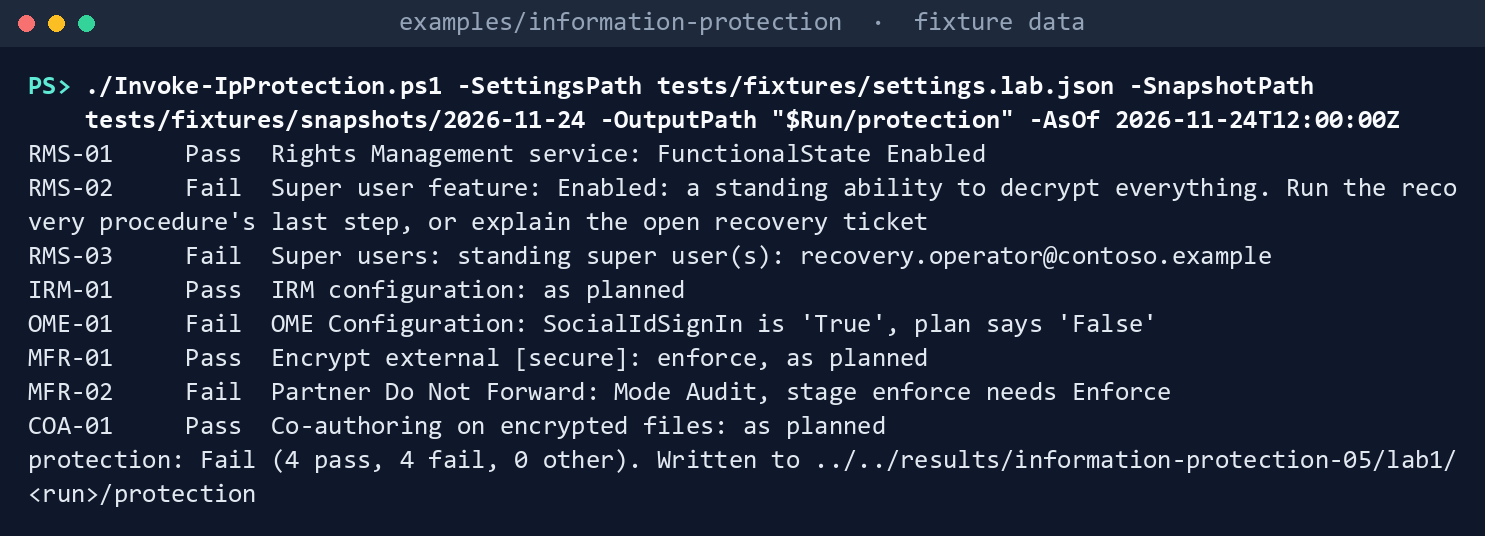 examples/information-protection · fixture data
PS> ./Invoke-IpProtection.ps1 -SettingsPath tests/fixtures/settings.lab.json -SnapshotPath
tests/fixtures/snapshots/2026-11-24 -OutputPath "$Run/protection" -AsOf 2026-11-24T12:00:00Z
RMS-01     Pass  Rights Management service: FunctionalState Enabled
RMS-02     Fail  Super user feature: Enabled: a standing ability to decrypt everything. Run the reco
very procedure's last step, or explain the open recovery ticket
RMS-03     Fail  Super users: standing super user(s): recovery.operator@contoso.example
IRM-01     Pass  IRM configuration: as planned
OME-01     Fail  OME Configuration: SocialIdSignIn is 'True', plan says 'False'
MFR-01     Pass  Encrypt external [secure]: enforce, as planned
MFR-02     Fail  Partner Do Not Forward: Mode Audit, stage enforce needs Enforce
COA-01     Pass  Co-authoring on encrypted files: as planned
protection: Fail (4 pass, 4 fail, 0 other). Written to ../../results/information-protection-05/lab1/
<run>/protection